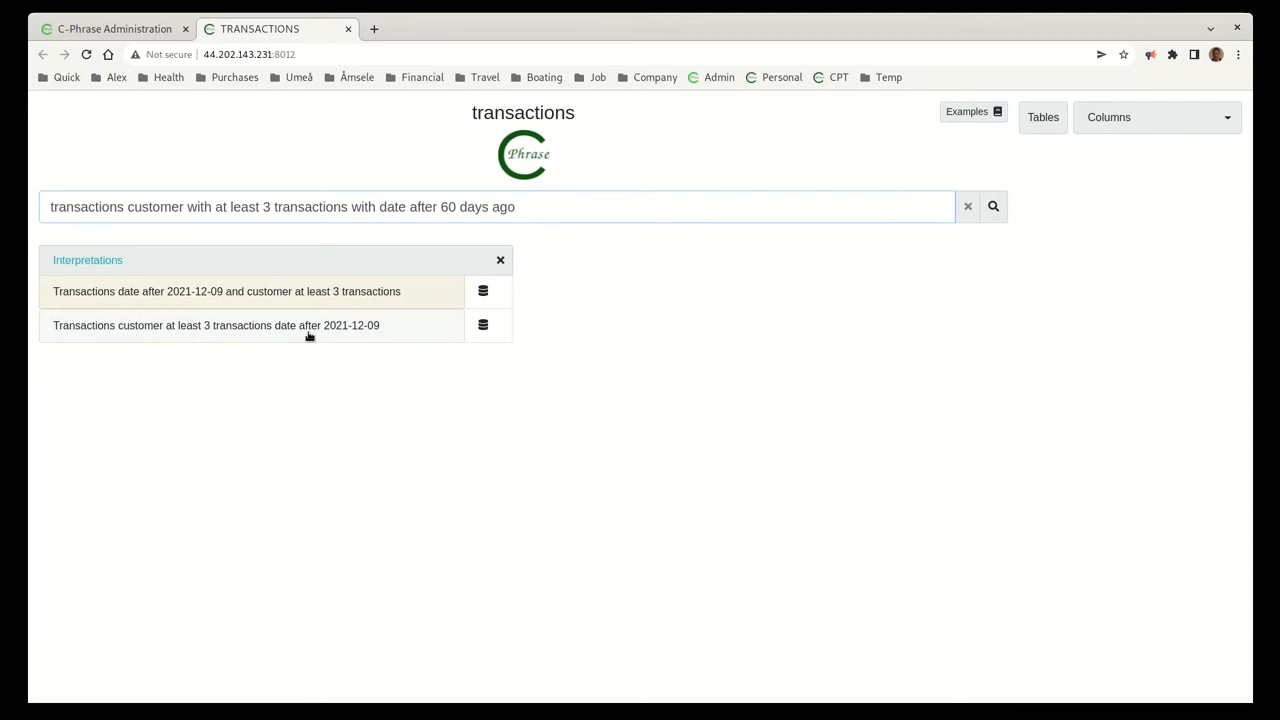 C-Phrase Administration
TRANSACTIONS
Not secure 44.202.143.231:8012
Quick Alex Health Purchases Umeå Åmsele Financial Travel Boating Job Company Admin Personal CPT Temp
transactions
Examples
Tables
Columns
C Phrase
transactions customer with at least 3 transactions with date after 60 days ago
Interpretations
Transactions date after 2021-12-09 and customer at least 3 transactions
Transactions customer at least 3 transactions date after 2021-12-09